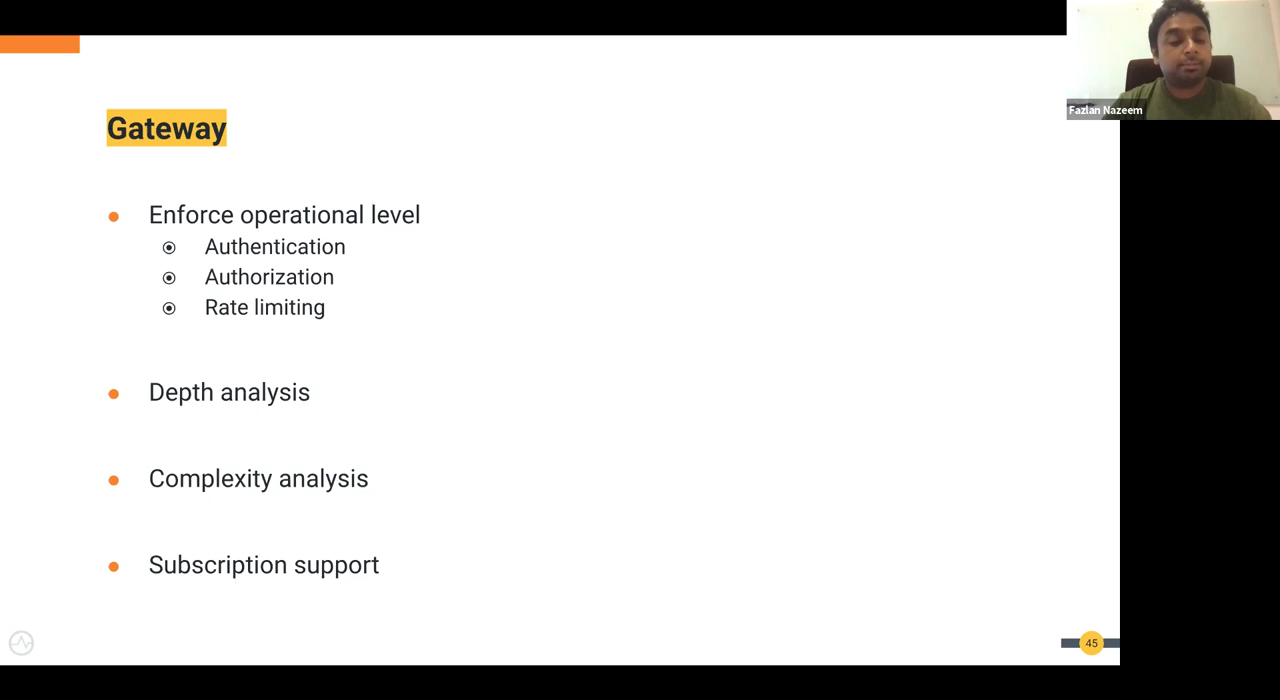 Gateway
Enforce operational level
Authentication
Authorization
Rate limiting
Depth analysis
Complexity analysis
Subscription support
45
Fazlan Nazeem